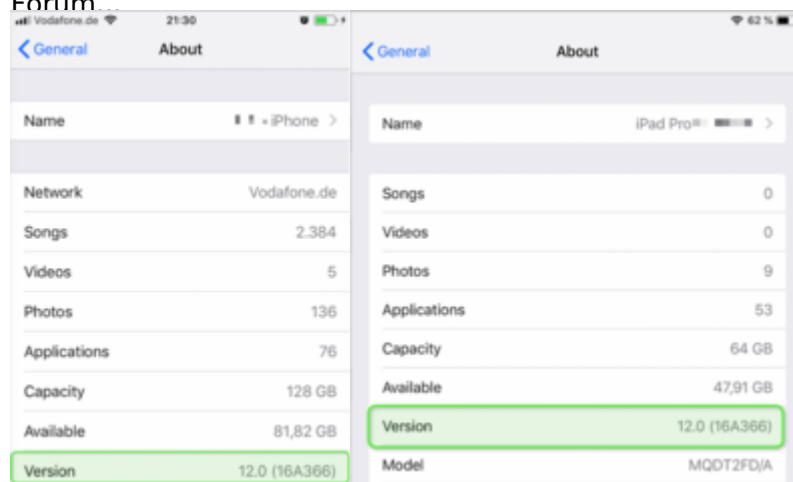 Forum...
Vodafone.de 21:30
General About
Name iPhone
Network Vodafone.de
Songs 2.384
Videos 5
Photos 136
Applications 76
Capacity 128 GB
Available 81,82 GB
Version 12.0 (16A366)
62 %
General About
Name iPad Pro
Songs 0
Videos 0
Photos 9
Applications 53
Capacity 64 GB
Available 47,91 GB
Version 12.0 (16A366)
Model MQDT2FD/A